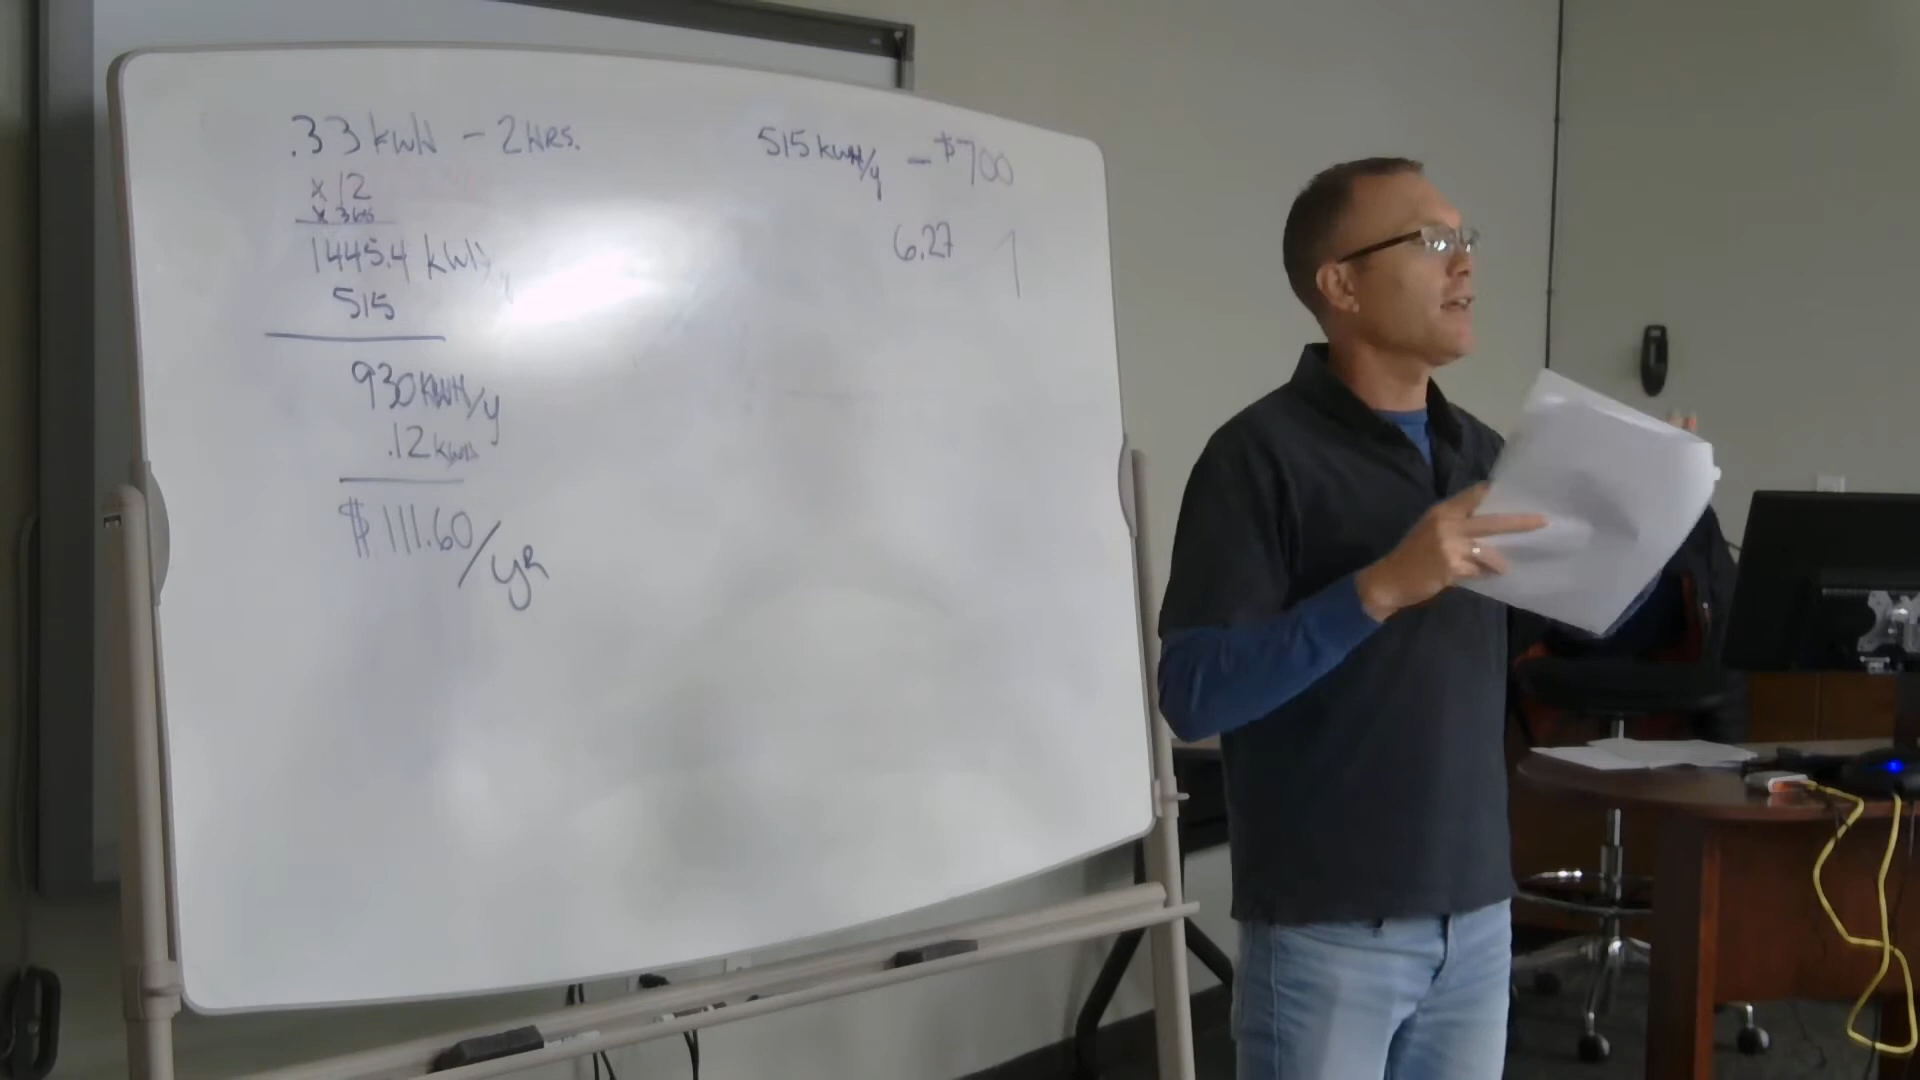 .33 kWH - 2 HRS.
x 12
x 365
1445.4 kWH
515
930 KWH/y
.12 kWh
$ 111.60/yR
515 kWH/y - $700
6.27